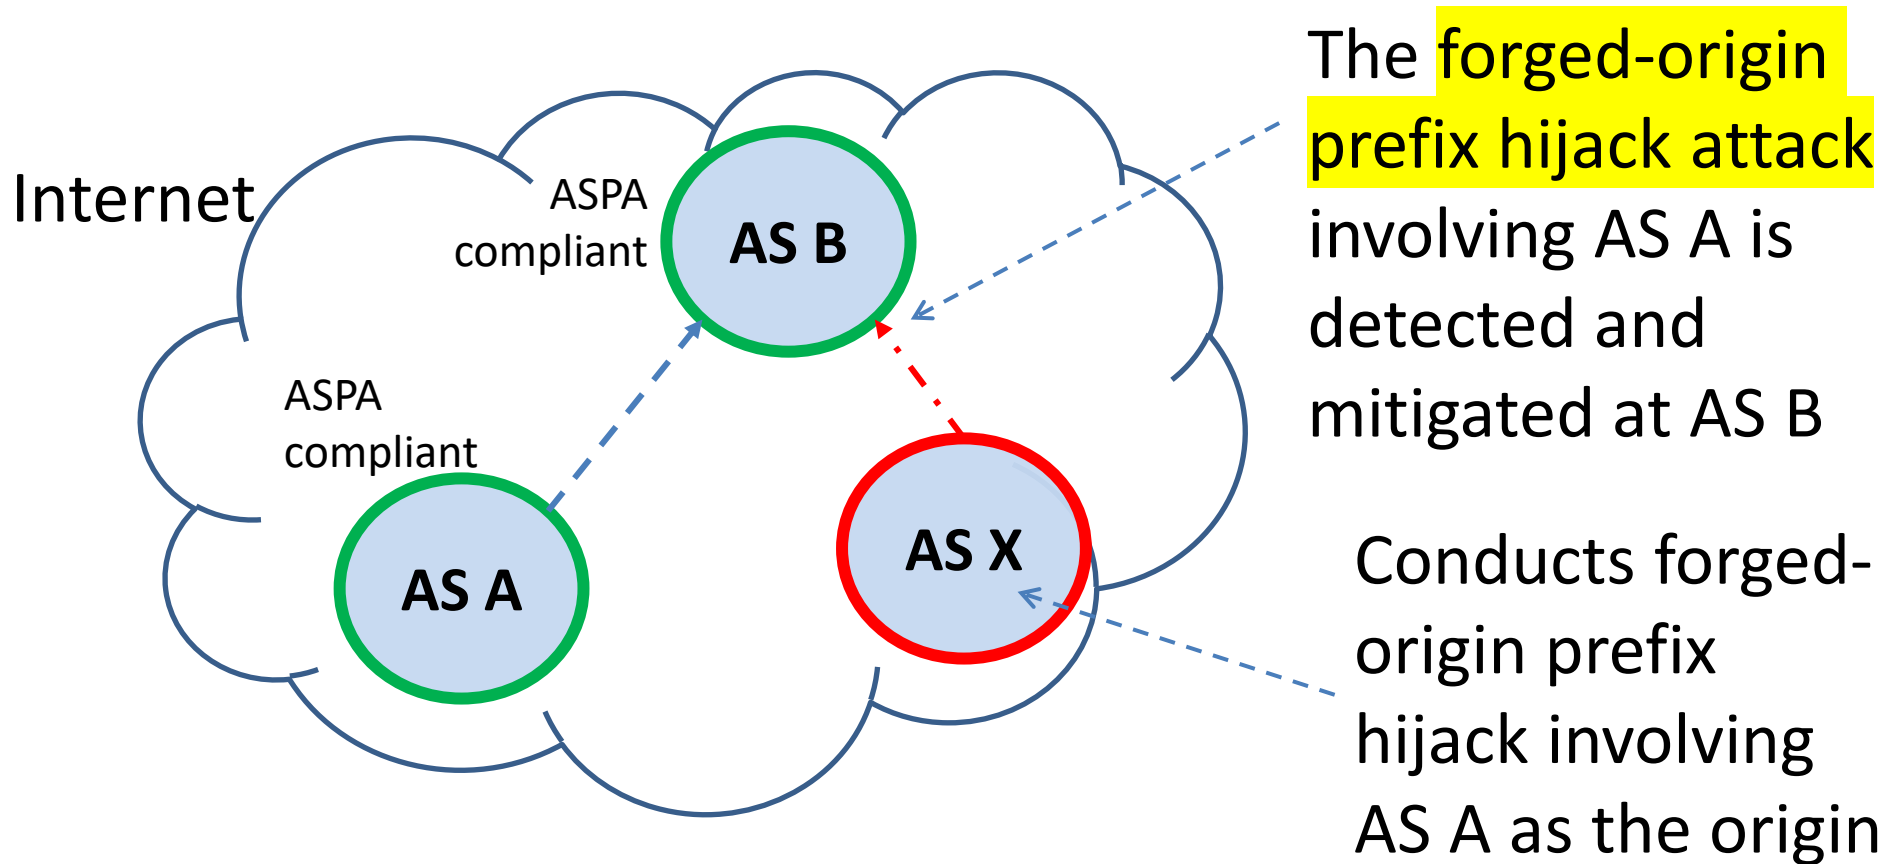 Internet
ASPA
compliant
AS B
ASPA
compliant
AS A
AS X
The forged-origin
prefix hijack attack
involving AS A is
detected and
mitigated at AS B
Conducts forged-
origin prefix
hijack involving
AS A as the origin